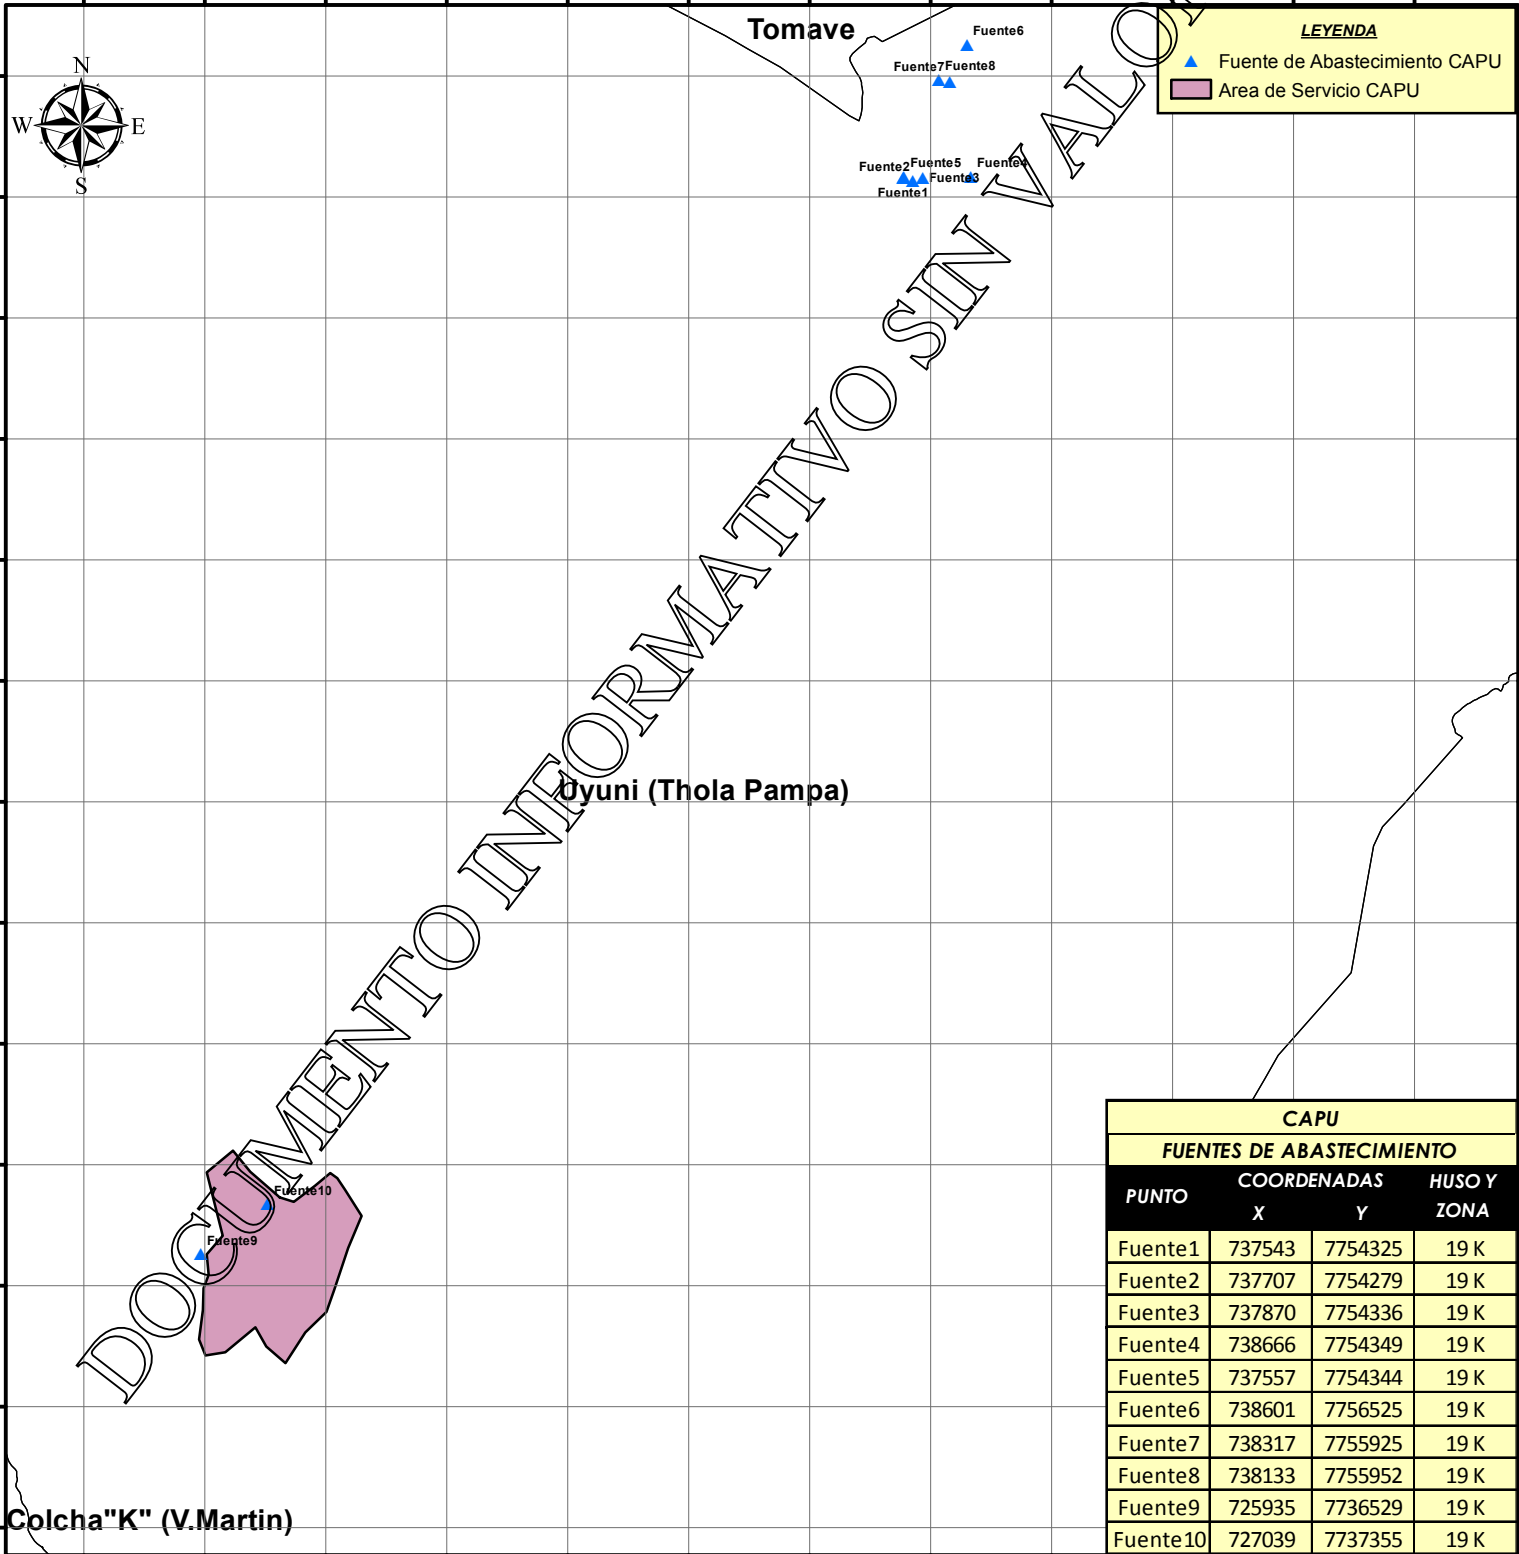 Tomave
Fuente6
Fuente7 Fuente8
LEYENDA
Fuente de Abastecimiento CAPU
Area de Servicio CAPU
N
W E
S
Fuente2 Fuente5 Fuente4
Fuente3
Fuente1
DOCUMENTO INFORMATIVO SIN VALOR
Uyuni (Thola Pampa)
Fuente10
Fuente9
Colcha"K" (V.Martin)
CAPU
FUENTES DE ABASTECIMIENTO
PUNTO COORDENADAS HUSO Y ZONA
X Y
Fuente1 737543 7754325 19 K
Fuente2 737707 7754279 19 K
Fuente3 737870 7754336 19 K
Fuente4 738666 7754349 19 K
Fuente5 737557 7754344 19 K
Fuente6 738601 7756525 19 K
Fuente7 738317 7755925 19 K
Fuente8 738133 7755952 19 K
Fuente9 725935 7736529 19 K
Fuente10 727039 7737355 19 K